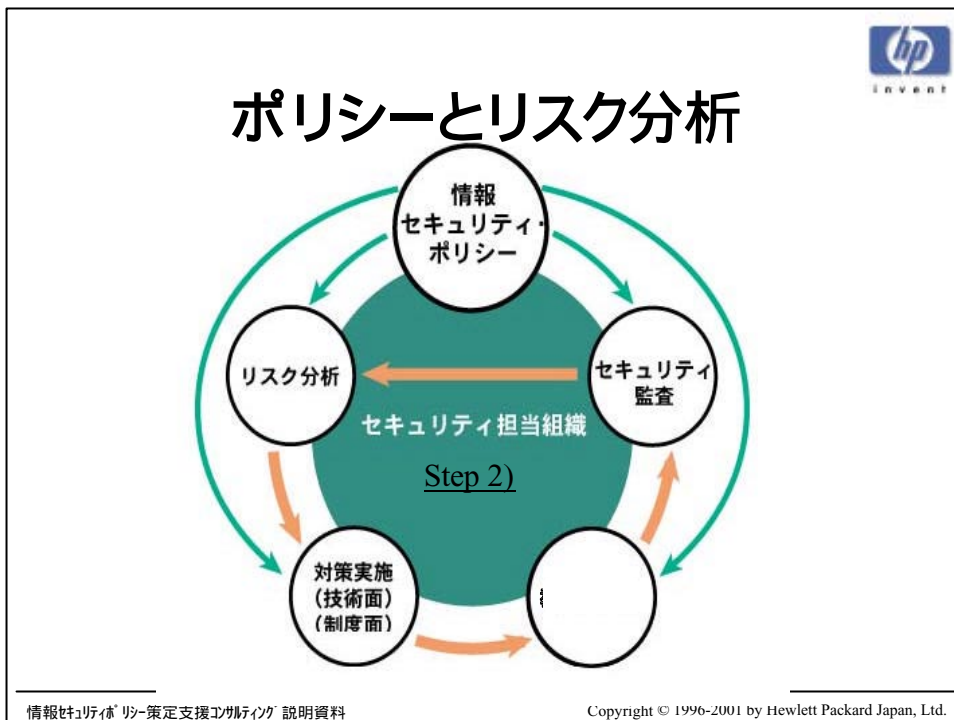 hp
invent
ポリシーとリスク分析
情報
セキュリティ・
ポリシー
リスク分析
セキュリティ
監査
セキュリティ担当組織
Step 2)
対策実施
（技術面）
（制度面）
情報ｾｷｭﾘﾃｨﾎﾟﾘｼｰ策定支援ｺﾝｻﾙﾃｨﾝｸﾞ説明資料
Copyright © 1996-2001 by Hewlett Packard Japan, Ltd.